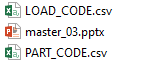 LOAD_CODE.csv
master_03.pptx
PART_CODE.csv